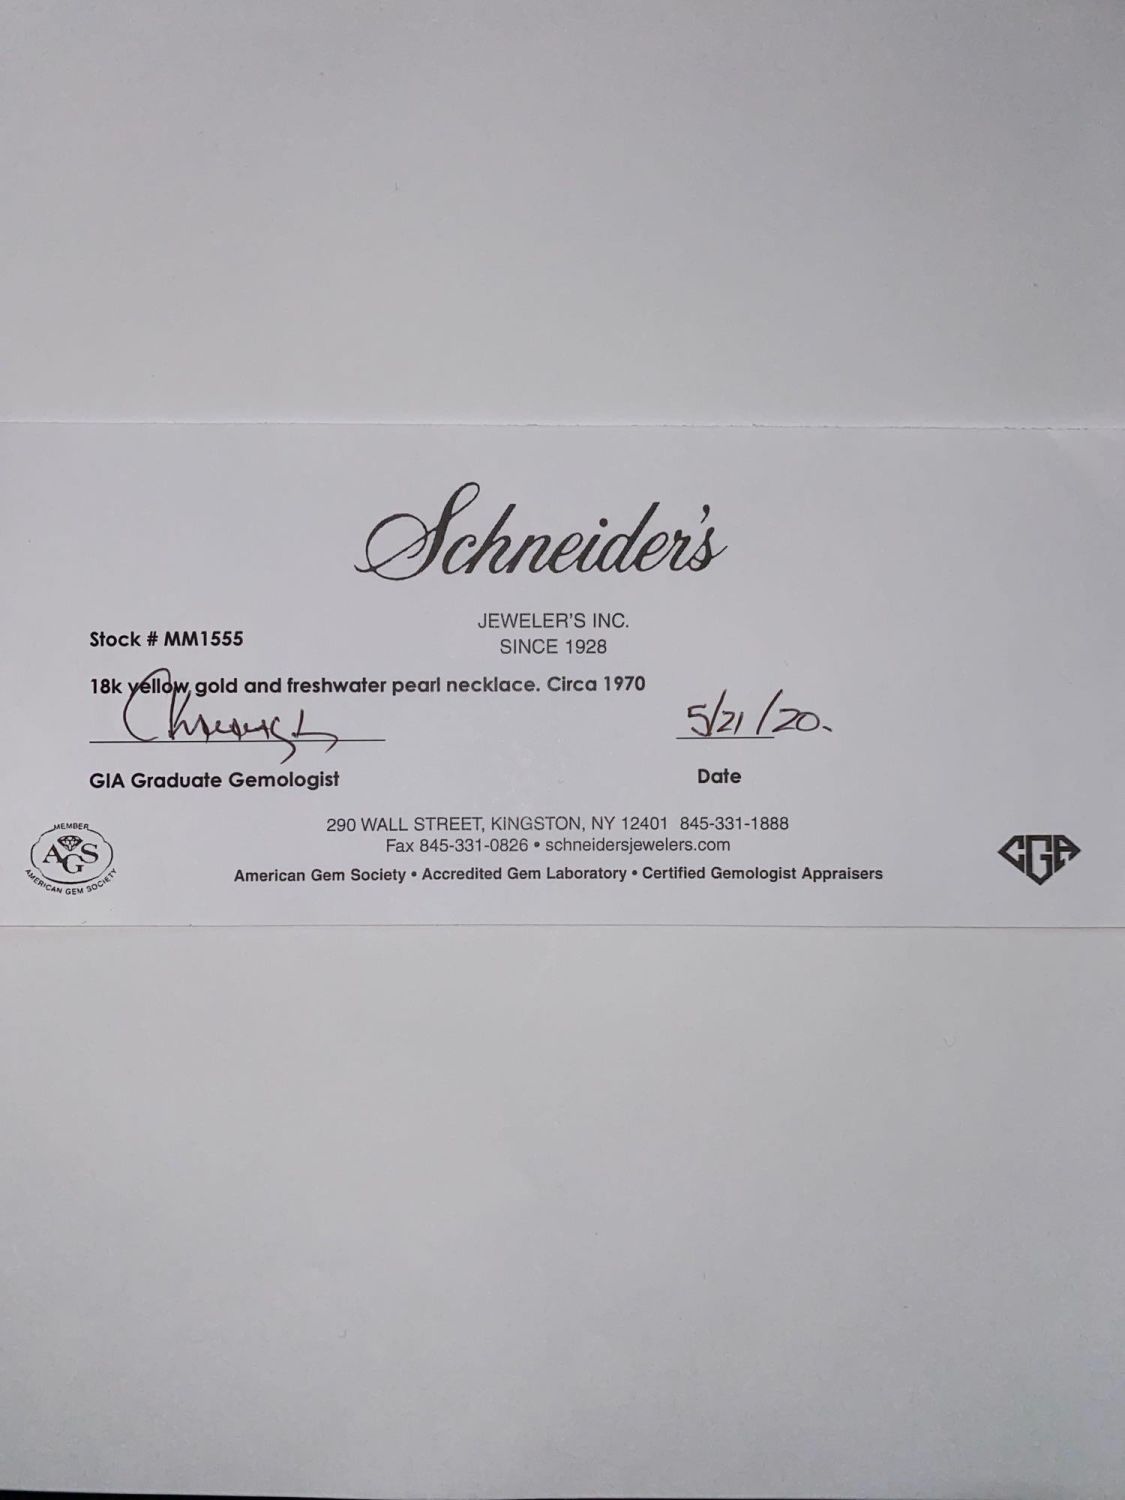 Schneider's
JEWELER'S INC.
SINCE 1928
Stock # MM1555
18k yellow gold and freshwater pearl necklace. Circa 1970
5/21/20.
GIA Graduate Gemologist
Date
290 WALL STREET, KINGSTON, NY 12401 845-331-1888
Fax 845-331-0826 • schneidersjewelers.com
American Gem Society • Accredited Gem Laboratory • Certified Gemologist Appraisers
MEMBER
AGS
AMERICAN GEM SOCIETY
CGA